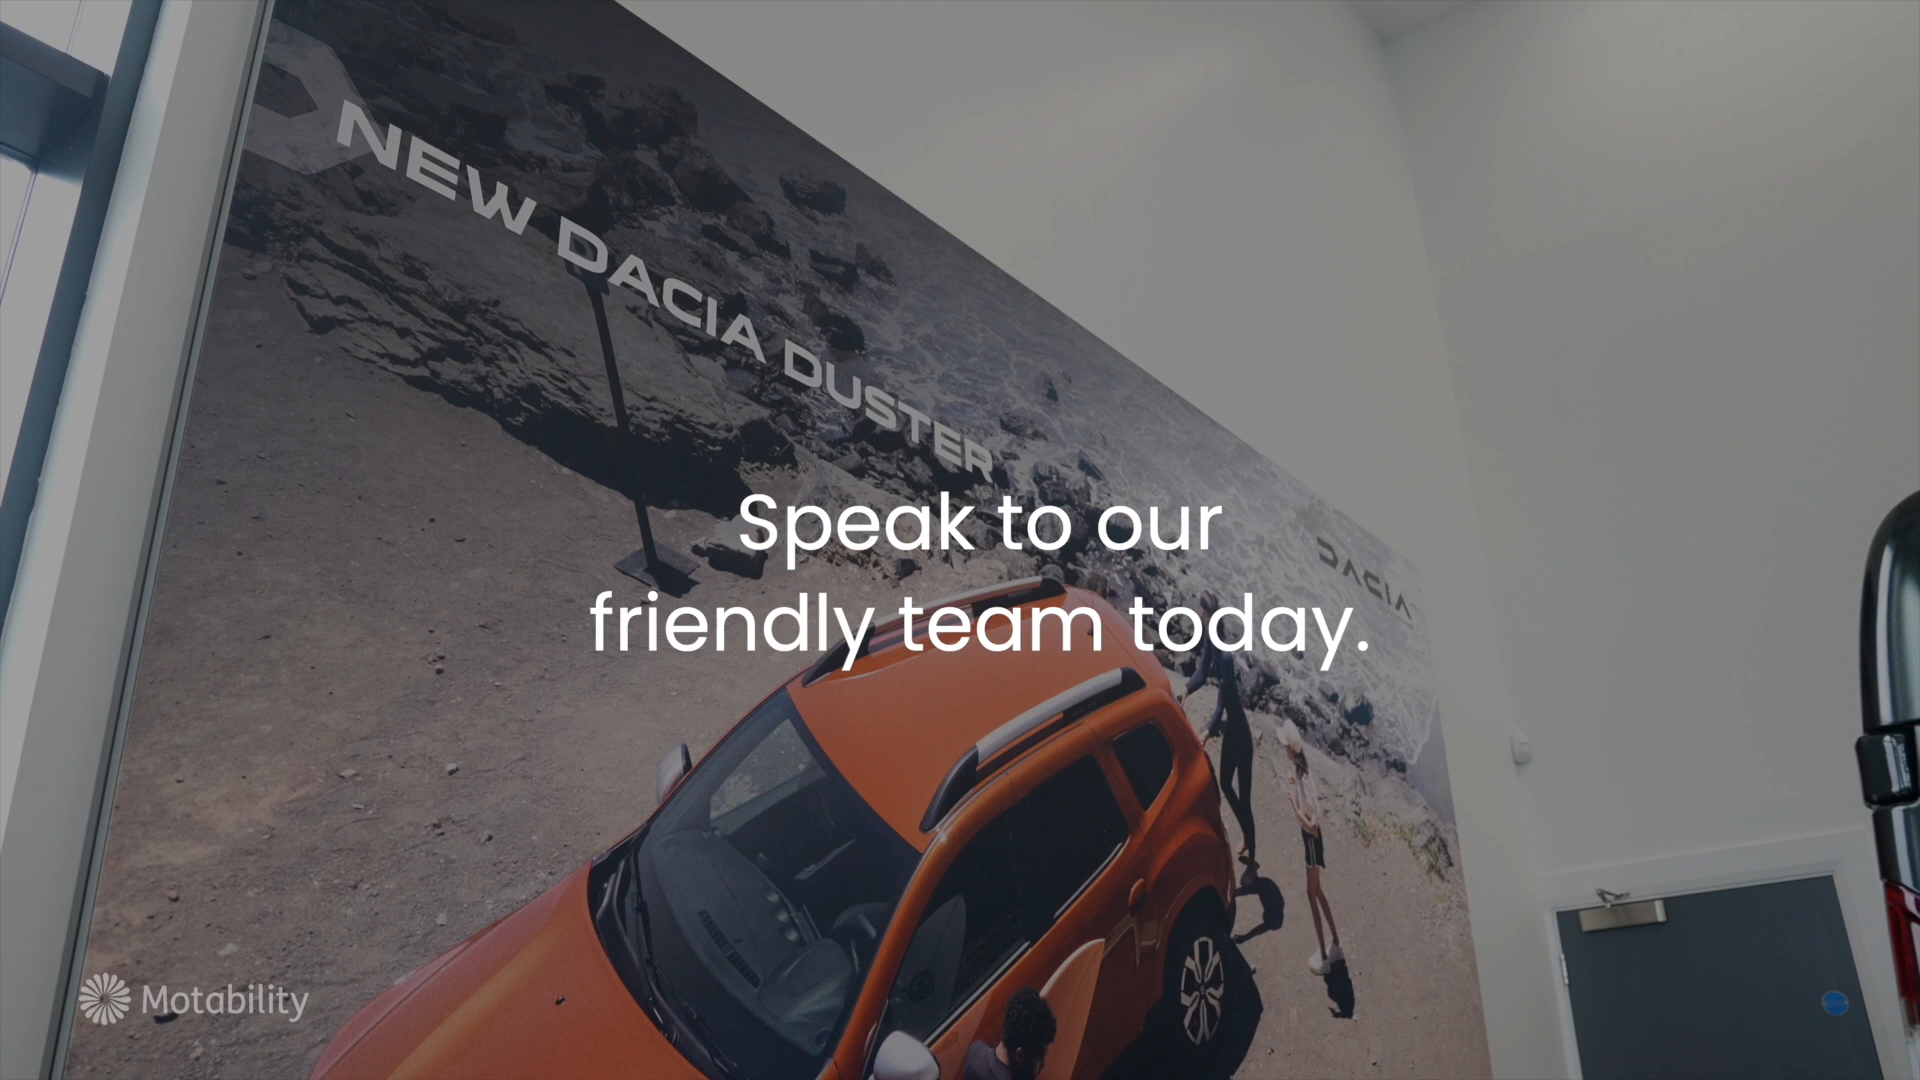 NEW DACIA DUSTER
Speak to our
friendly team today.
DACIA
Motability